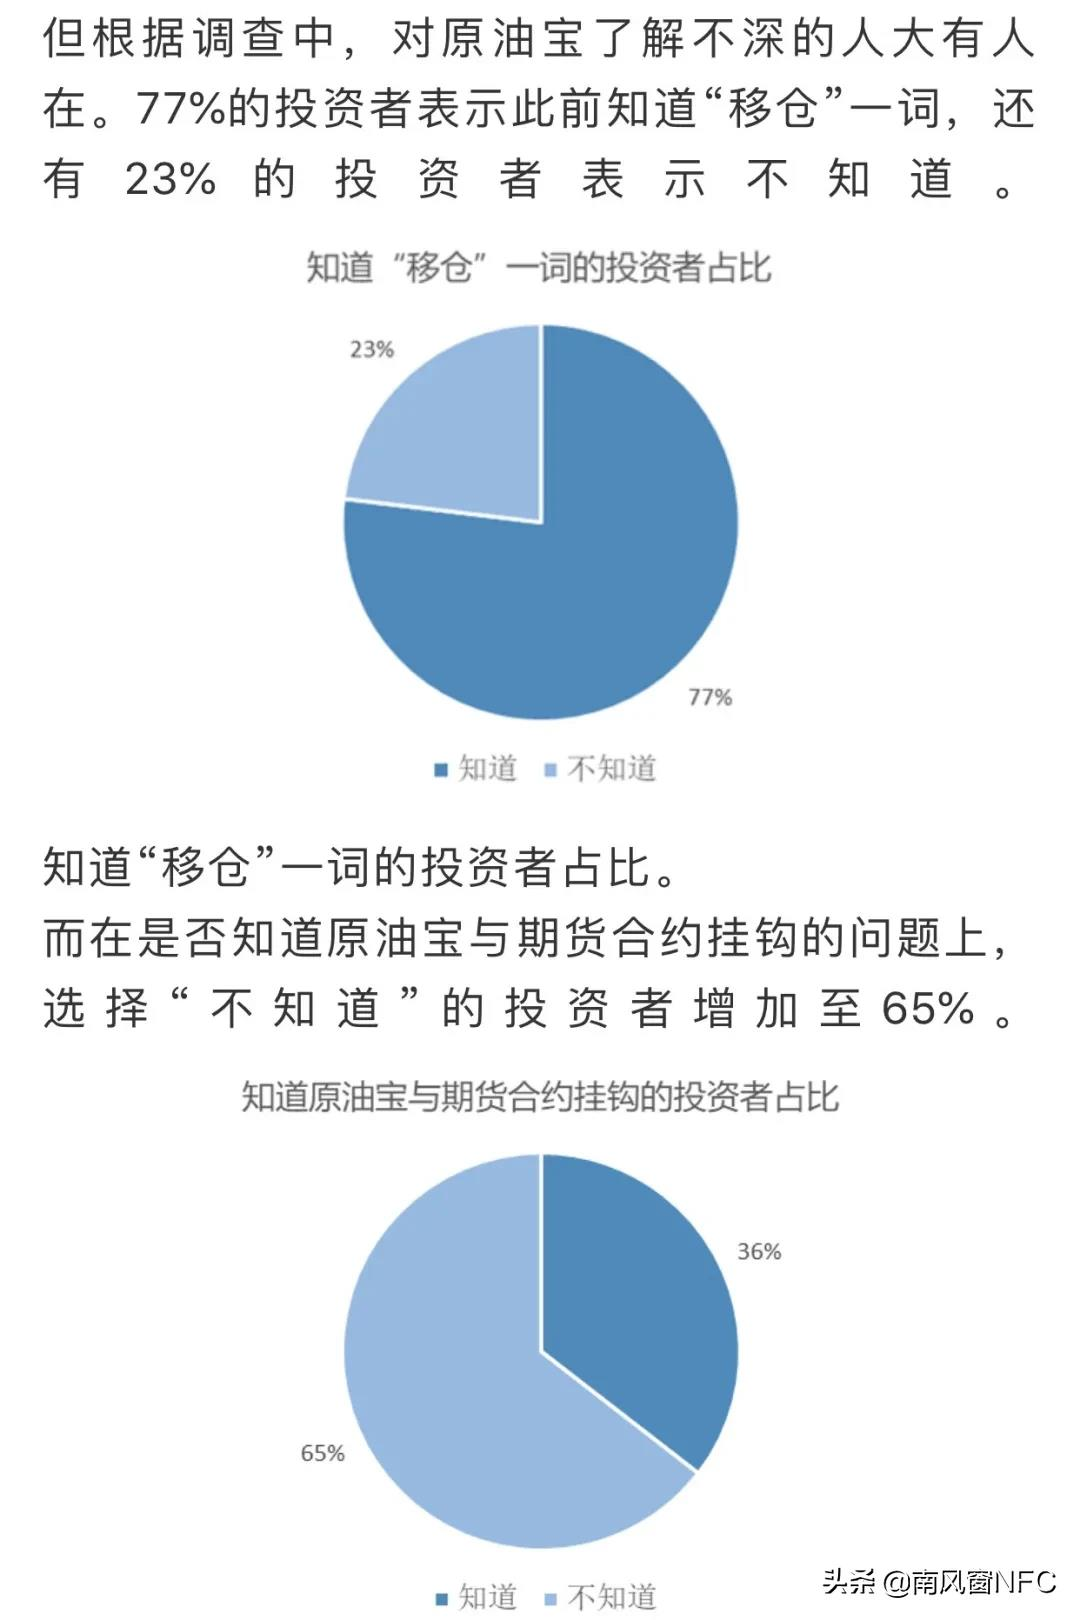 但根据调查中，对原油宝了解不深的人大有人
在。77%的投资者表示此前知道“移仓”一词，还
有23%的投资者表示不知道。
知道“移仓”一词的投资者占比
23%
77%
知道 不知道
知道“移仓”一词的投资者占比。
而在是否知道原油宝与期货合约挂钩的问题上，
选择“不知道”的投资者增加至65%。
知道原油宝与期货合约挂钩的投资者占比
36%
65%
知道 不知道
头条 @南风窗NFC